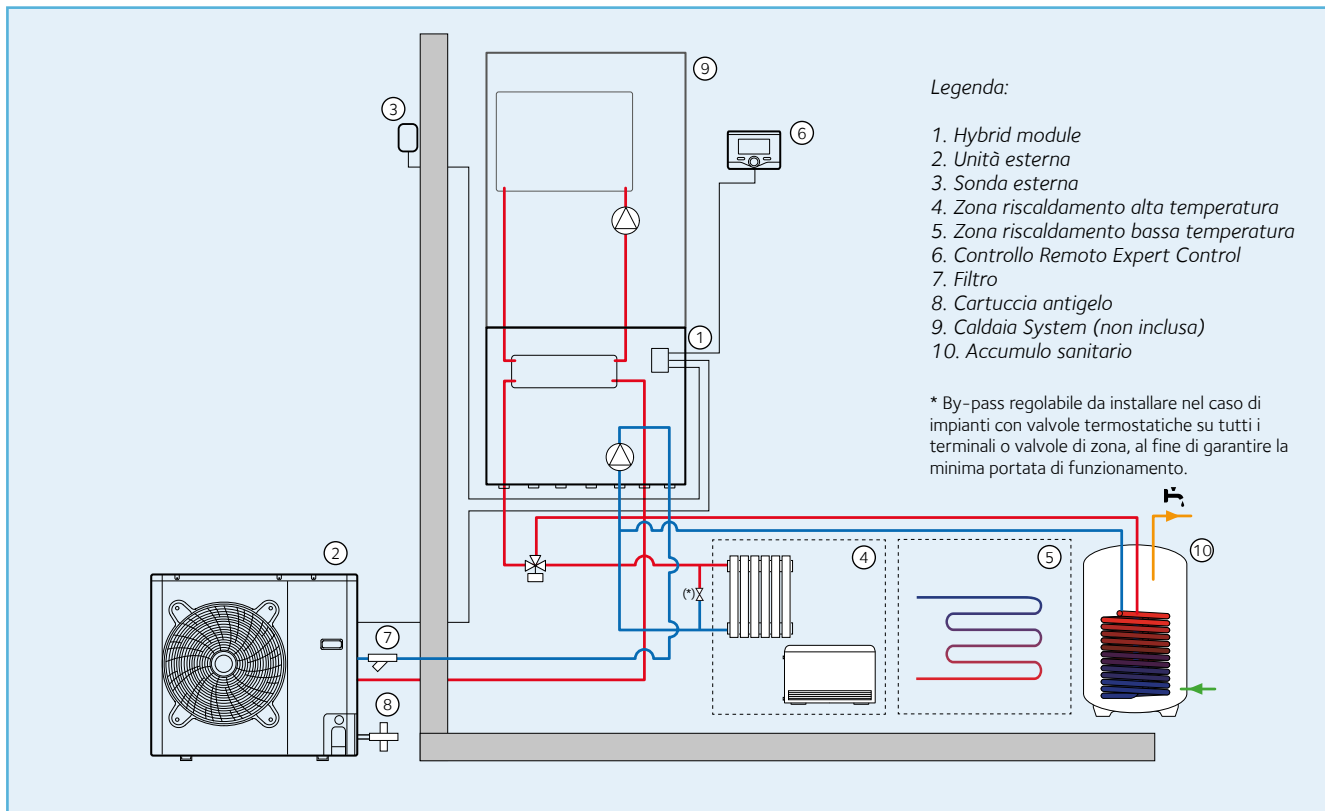 Legenda:
1. Hybrid module
2. Unità esterna
3. Sonda esterna
4. Zona riscaldamento alta temperatura
5. Zona riscaldamento bassa temperatura
6. Controllo Remoto Expert Control
7. Filtro
8. Cartuccia antigelo
9. Caldaia System (non inclusa)
10. Accumulo sanitario
* By-pass regolabile da installare nel caso di
impianti con valvole termostatiche su tutti i
terminali o valvole di zona, al fine di garantire la
minima portata di funzionamento.
9
3
6
1
2
4
5
10
(*)
7
8